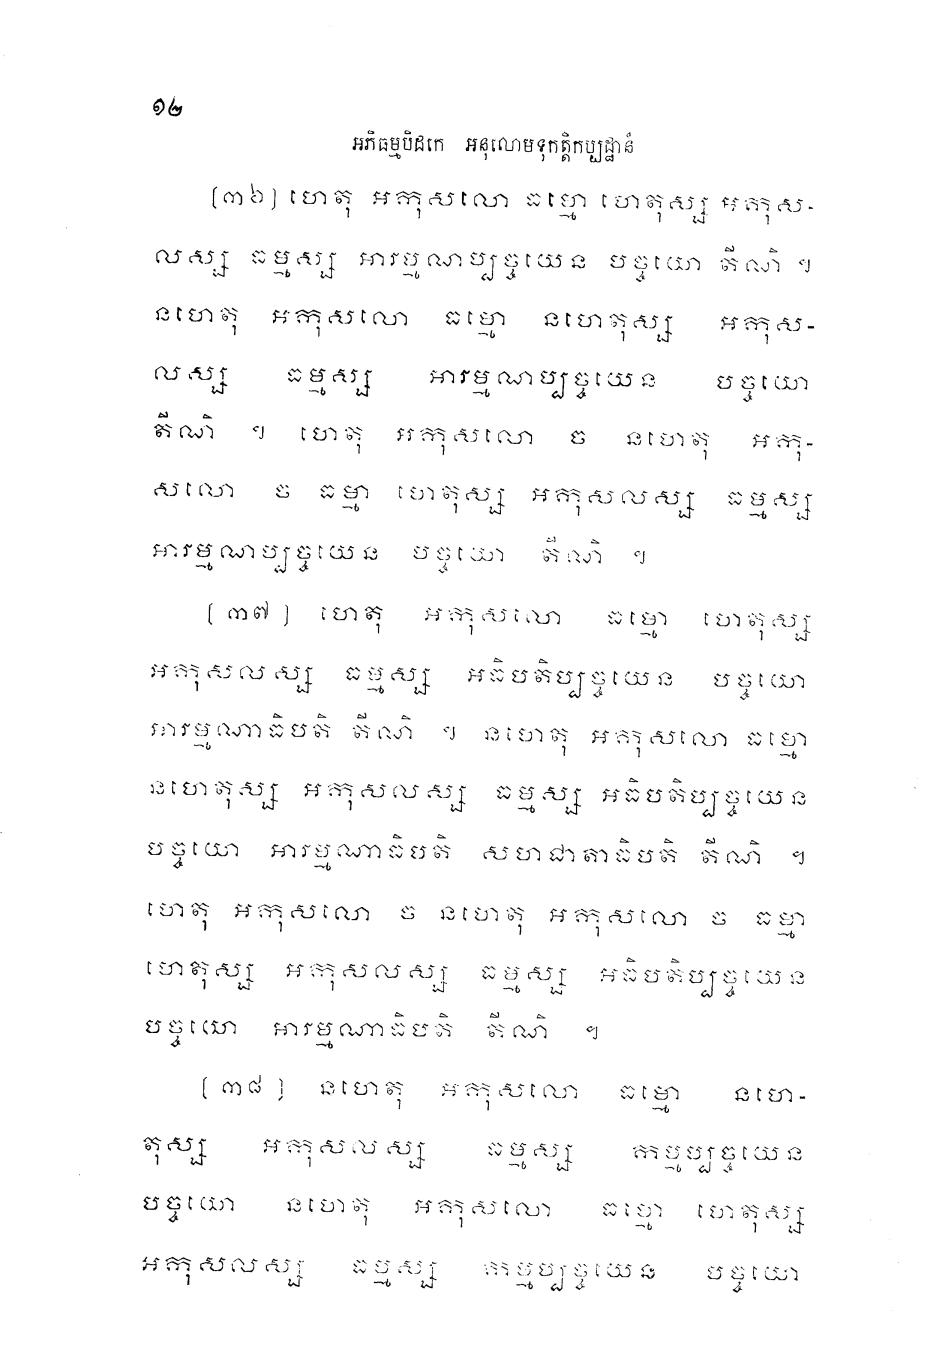 ១២
អភិធម្មបិដកេ អនុលោមទុកត្តិកប្បដ្ឋានំ
[៣៦] ហេតុ អកុសលោ ធម្មោ ហេតុស្ស អកុស-
លស្ស ធម្មស្ស អារម្មណប្បច្ចយេន បច្ចយោ តីណិ ។
នហេតុ អកុសលោ ធម្មោ នហេតុស្ស អកុស-
លស្ស ធម្មស្ស អារម្មណប្បច្ចយេន បច្ចយោ
តីណិ ។ ហេតុ អកុសលោ ច នហេតុ អកុ-
សលោ ច ធម្មា ហេតុស្ស អកុសលស្ស ធម្មស្ស
អារម្មណប្បច្ចយេន បច្ចយោ តីណិ ។
[៣៧] ហេតុ អកុសលោ ធម្មោ ហេតុស្ស
អកុសលស្ស ធម្មស្ស អធិបតិប្បច្ចយេន បច្ចយោ
អារម្មណាធិបតិ តីណិ ។ នហេតុ អកុសលោ ធម្មោ
នហេតុស្ស អកុសលស្ស ធម្មស្ស អធិបតិប្បច្ចយេន
បច្ចយោ អារម្មណាធិបតិ សហជាតាធិបតិ តីណិ ។
ហេតុ អកុសលោ ច នហេតុ អកុសលោ ច ធម្មា
ហេតុស្ស អកុសលស្ស ធម្មស្ស អធិបតិប្បច្ចយេន
បច្ចយោ អារម្មណាធិបតិ តីណិ ។
[៣៨] នហេតុ អកុសលោ ធម្មោ នហេ-
តុស្ស អកុសលស្ស ធម្មស្ស កម្មប្បច្ចយេន
បច្ចយោ នហេតុ អកុសលោ ធម្មោ ហេតុស្ស
អកុសលស្ស ធម្មស្ស កម្មប្បច្ចយេន បច្ចយោ